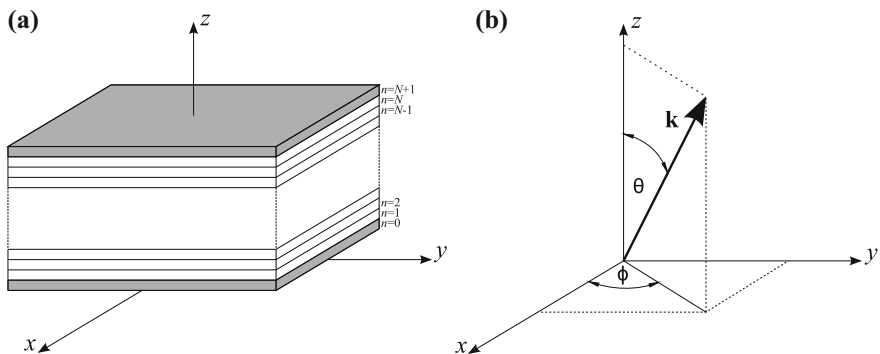 (a)
z
n=N+1
n=N
n=N-1
n=2
n=1
n=0
y
x
(b)
z
k
θ
y
ϕ
x